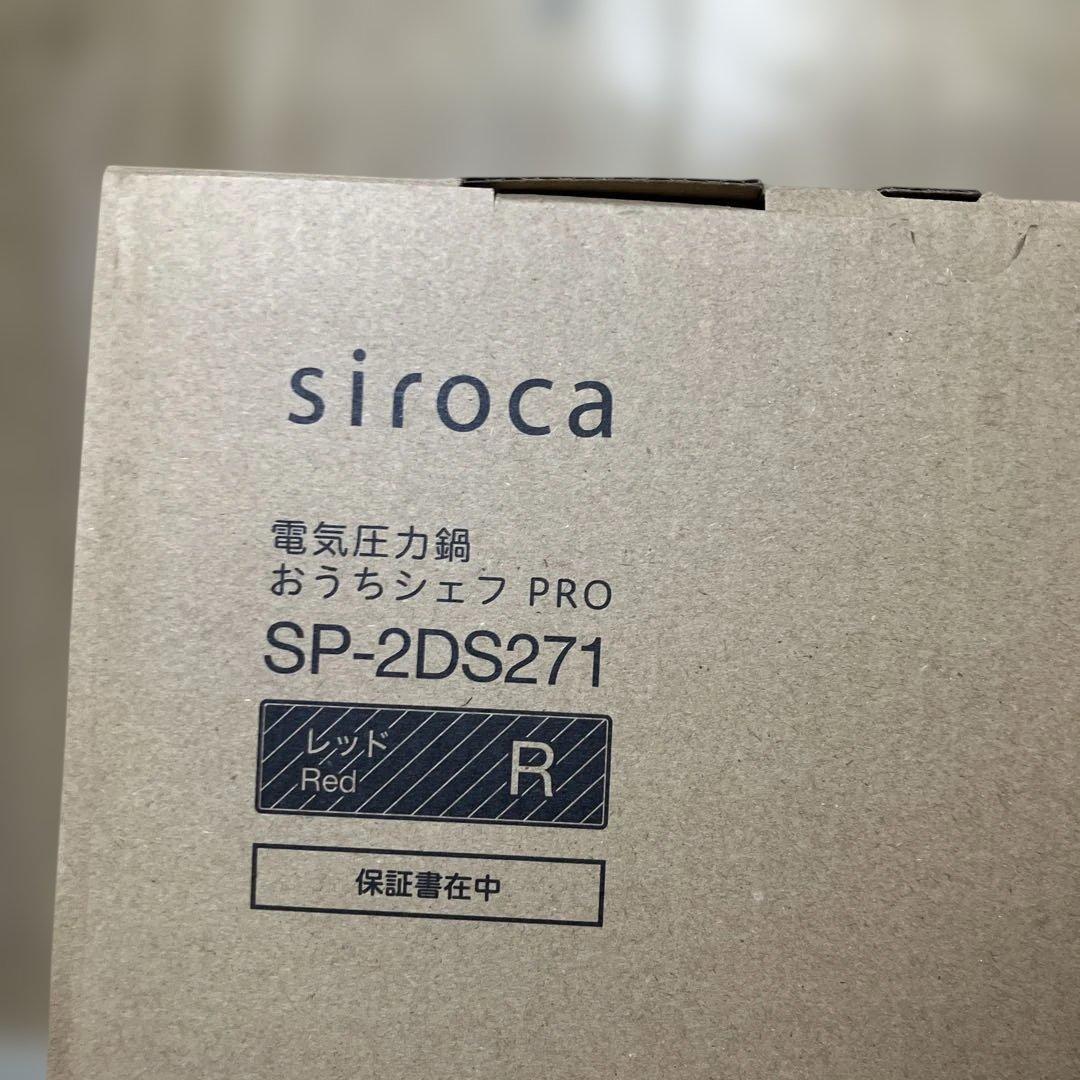 siroca
電気圧力鍋
おうちシェフ PRO
SP-2DS271
レッド
Red
R
保証書在中